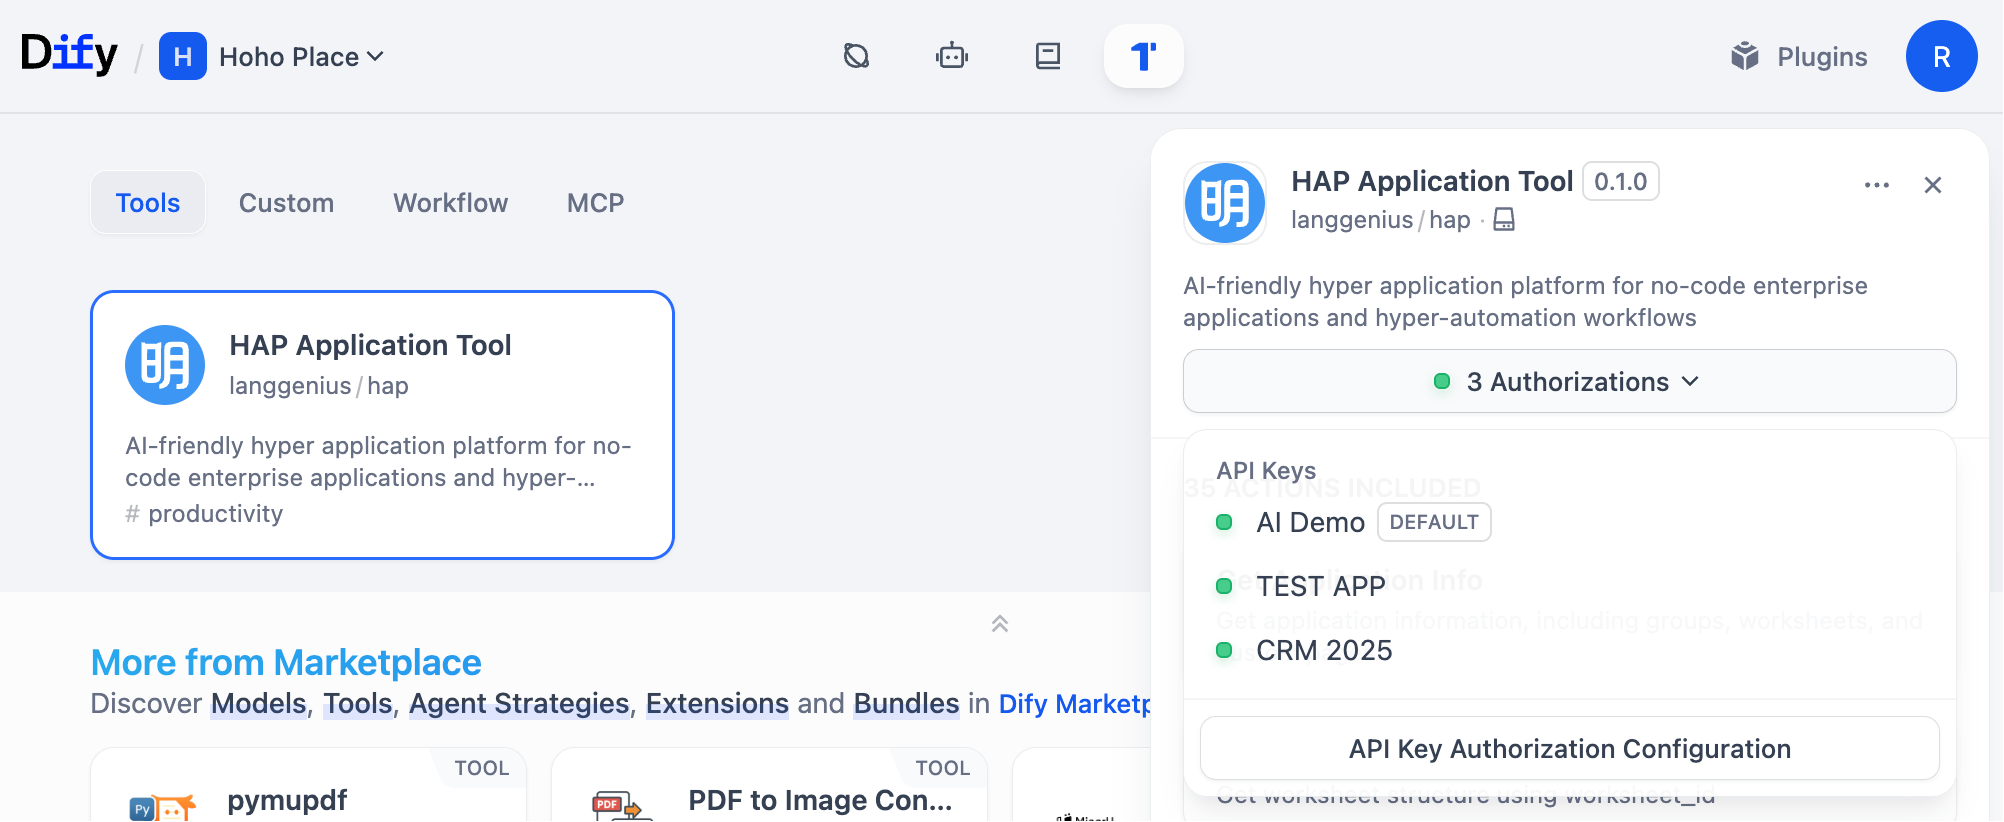 Dify / H Hoho Place
Plugins
R
Tools Custom Workflow MCP
明
HAP Application Tool
langgenius / hap
AI-friendly hyper application platform for no-
code enterprise applications and hyper-...
# productivity
More from Marketplace
Discover Models, Tools, Agent Strategies, Extensions and Bundles in Dify Marketp
TOOL
Py
pymupdf
TOOL
PDF
PDF to Image Con...
明
HAP Application Tool 0.1.0
langgenius / hap ·
AI-friendly hyper application platform for no-code enterprise
applications and hyper-automation workflows
3 Authorizations
API Keys
35 ACTIONS INCLUDED
AI Demo DEFAULT
Get Application Info
TEST APP
Get application information, including groups, worksheets, and
CRM 2025
API Key Authorization Configuration
Get worksheet structure using worksheet_id